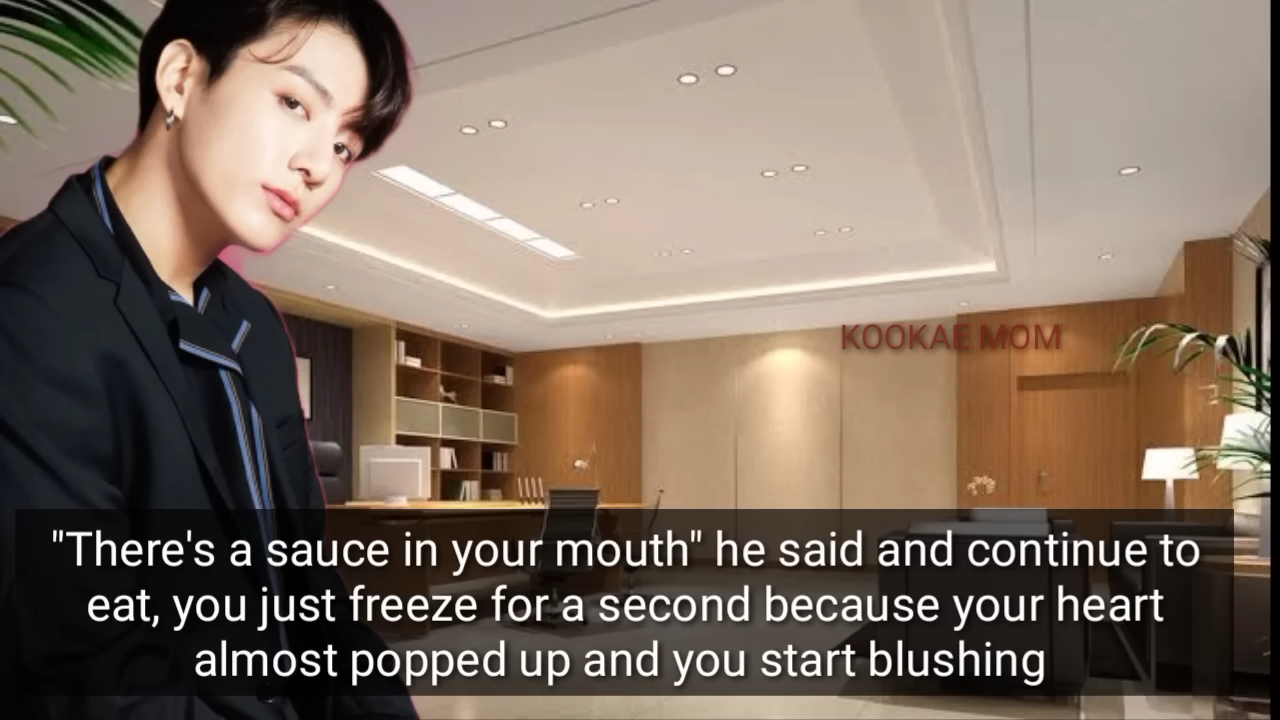 KOOKAE MOM
"There's a sauce in your mouth" he said and continue to
eat, you just freeze for a second because your heart
almost popped up and you start blushing